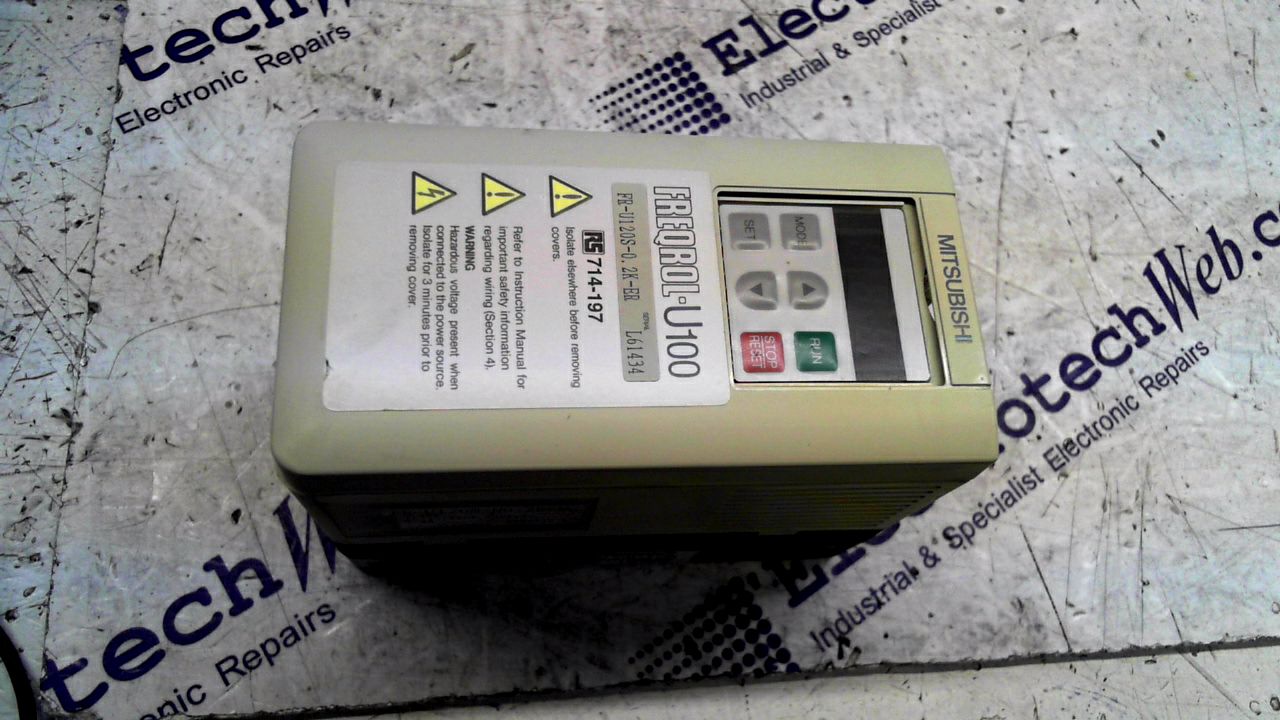 MITSUBISHI
MODE
SET
RUN
STOP
RESET
FREQROL-U100
FR-U120S-0.2K-ER SERIAL L61434
RS 714-197
Isolate elsewhere before removing
covers.
Refer to Instruction Manual for
important safety information
regarding wiring (Section 4).
WARNING
Hazardous voltage present when
connected to the power source.
Isolate for 3 minutes prior to
removing cover.
techW
Electronic Repairs
Elec
Industrial & Specialist
otechWeb.c
Industrial & Specialist Electronic Repairs
techW
onic Repairs